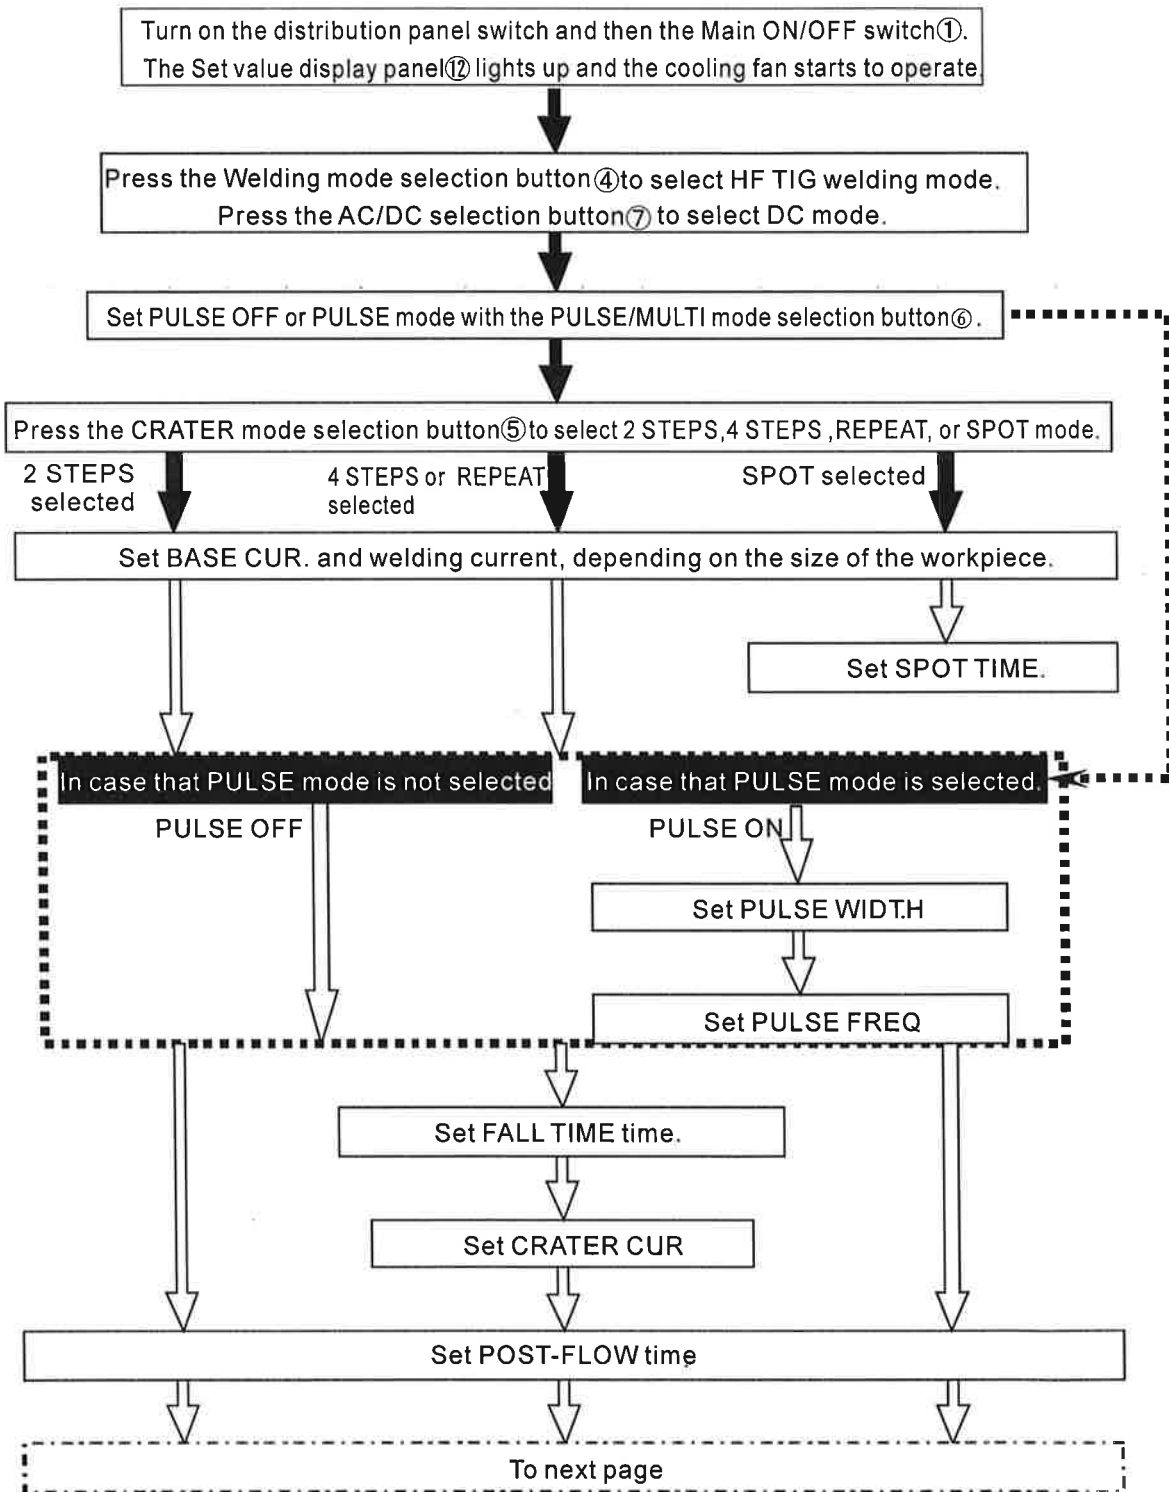 Turn on the distribution panel switch and then the Main ON/OFF switch①.
The Set value display panel⑫ lights up and the cooling fan starts to operate.
Press the Welding mode selection button④to select HF TIG welding mode.
Press the AC/DC selection button⑦ to select DC mode.
Set PULSE OFF or PULSE mode with the PULSE/MULTI mode selection button⑥.
Press the CRATER mode selection button⑤to select 2 STEPS,4 STEPS ,REPEAT, or SPOT mode.
2 STEPS
selected
4 STEPS or REPEAT
selected
SPOT selected
Set BASE CUR. and welding current, depending on the size of the workpiece.
Set SPOT TIME.
In case that PULSE mode is not selected
In case that PULSE mode is selected.
PULSE OFF
PULSE ON
Set PULSE WIDT.H
Set PULSE FREQ
Set FALL TIME time.
Set CRATER CUR
Set POST-FLOW time
To next page